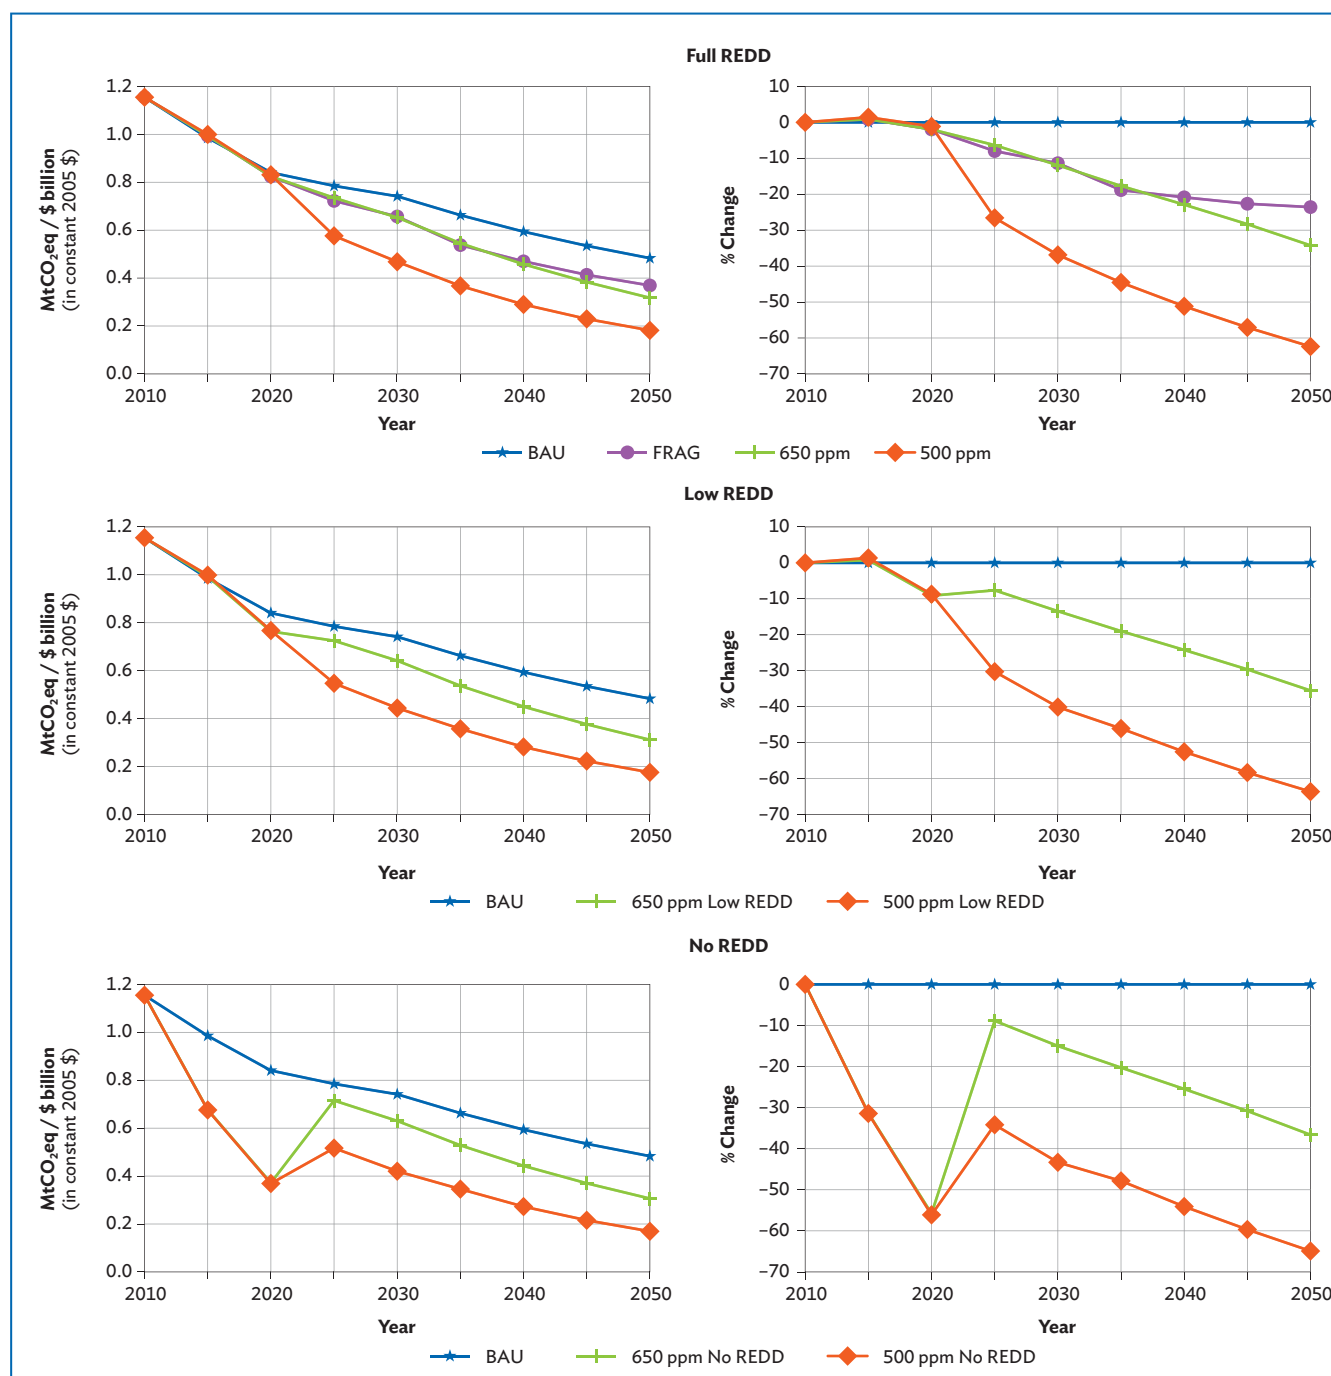 Full REDD
MtCO₂eq / $ billion
(in constant 2005 $)
1.2
1.0
0.8
0.6
0.4
0.2
0.0
2010
2020
2030
2040
2050
Year
% Change
10
0
–10
–20
–30
–40
–50
–60
–70
2010
2020
2030
2040
2050
Year
BAU
FRAG
650 ppm
500 ppm
Low REDD
MtCO₂eq / $ billion
(in constant 2005 $)
1.2
1.0
0.8
0.6
0.4
0.2
0.0
2010
2020
2030
2040
2050
Year
% Change
10
0
–10
–20
–30
–40
–50
–60
–70
2010
2020
2030
2040
2050
Year
BAU
650 ppm Low REDD
500 ppm Low REDD
No REDD
MtCO₂eq / $ billion
(in constant 2005 $)
1.2
1.0
0.8
0.6
0.4
0.2
0.0
2010
2020
2030
2040
2050
Year
% Change
0
–10
–20
–30
–40
–50
–60
–70
2010
2020
2030
2040
2050
Year
BAU
650 ppm No REDD
500 ppm No REDD